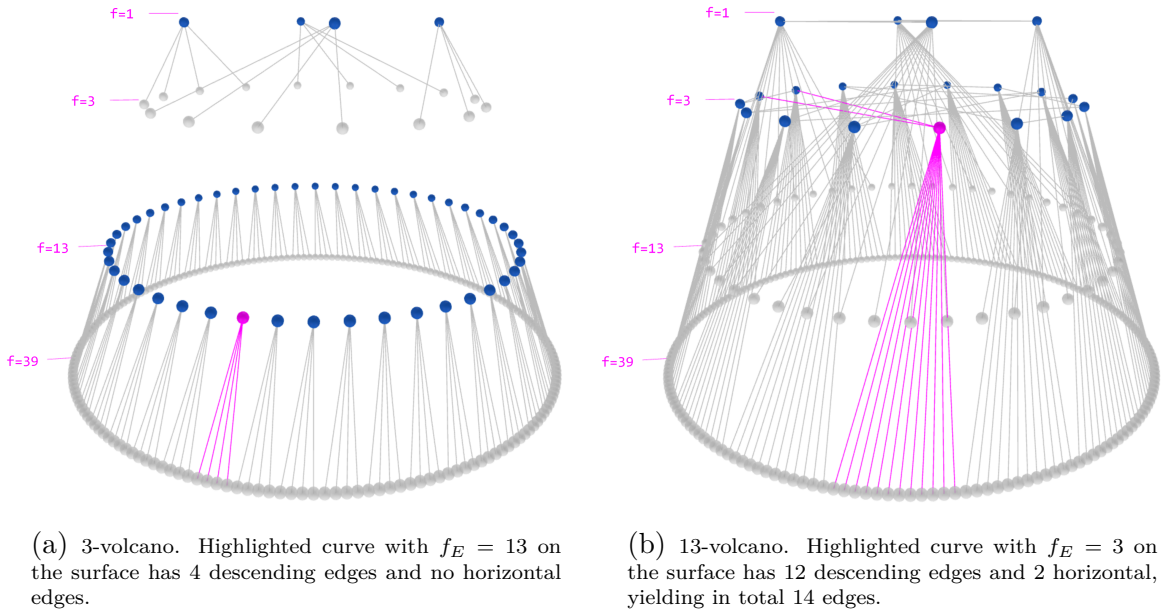 f=1
f=3
f=13
f=39
(a) 3-volcano. Highlighted curve with f_E = 13 on
the surface has 4 descending edges and no horizontal
edges.
f=1
f=3
f=13
f=39
(b) 13-volcano. Highlighted curve with f_E = 3 on
the surface has 12 descending edges and 2 horizontal,
yielding in total 14 edges.